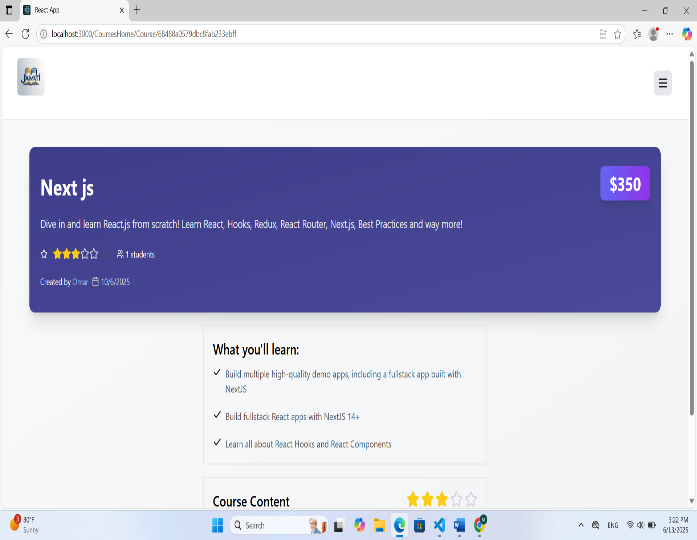 React App
localhost:3000/CoursesHome/Course/68488a0579dbc8fab233ebff
$350
Next js
Dive in and learn React.js from scratch! Learn React, Hooks, Redux, React Router, Next.js, Best Practices and way more!
1 students
Created by Omar 10/6/2025
What you'll learn:
Build multiple high-quality demo apps, including a fullstack app built with
NextJS
Build fullstack React apps with NextJS 14+
Learn all about React Hooks and React Components
Course Content
3
80°F
Sunny
Search
ENG
3:22 PM
6/13/2025